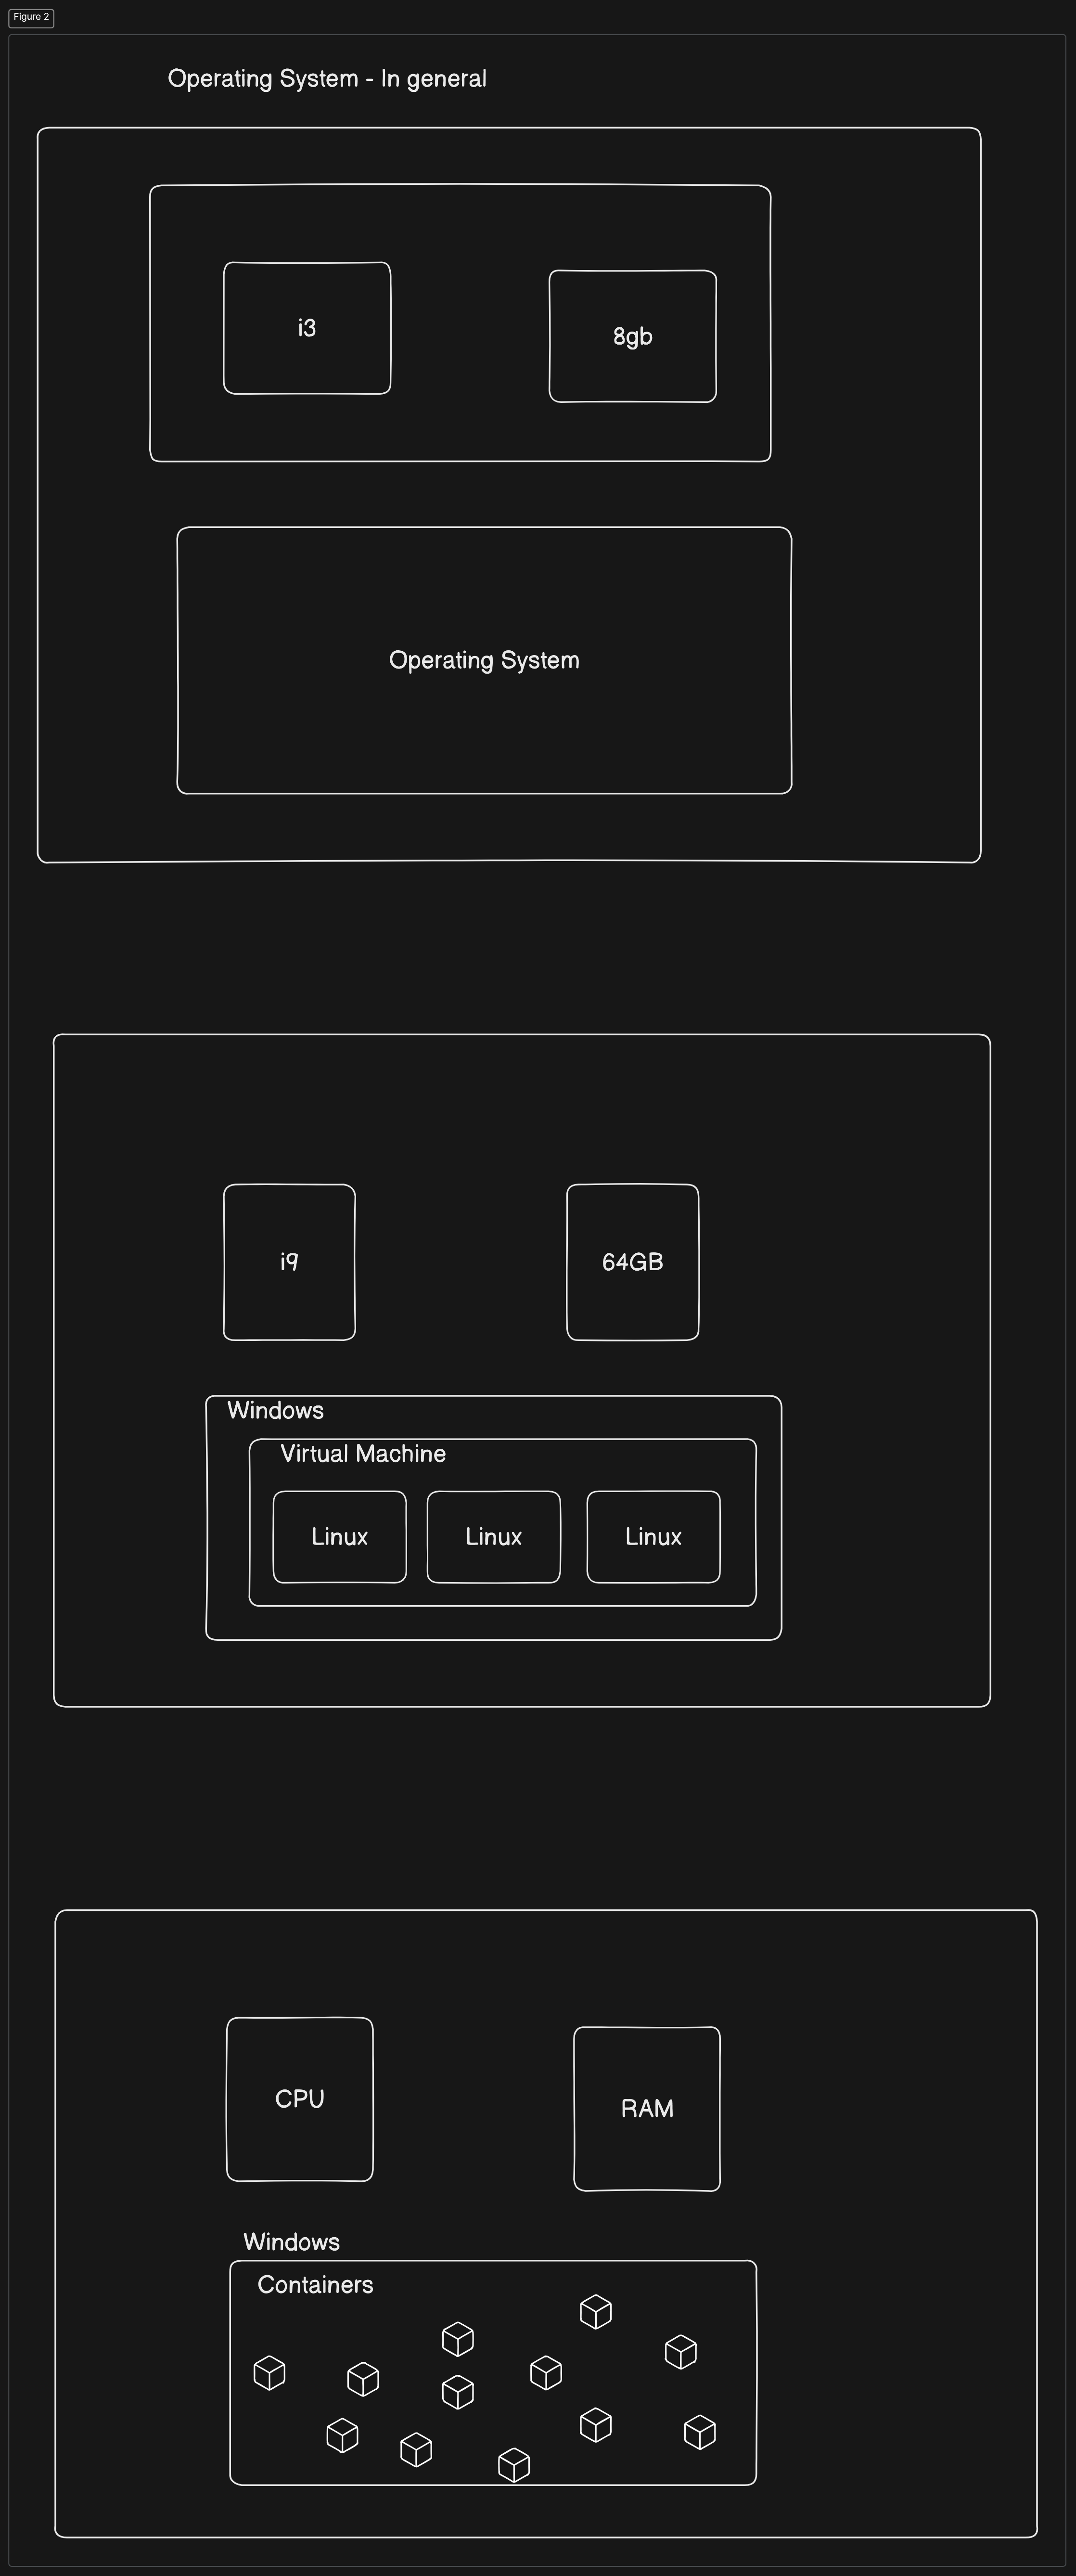 Figure 2
Operating System - In general
i3
8gb
Operating System
i9
64GB
Windows
Virtual Machine
Linux
Linux
Linux
CPU
RAM
Windows
Containers